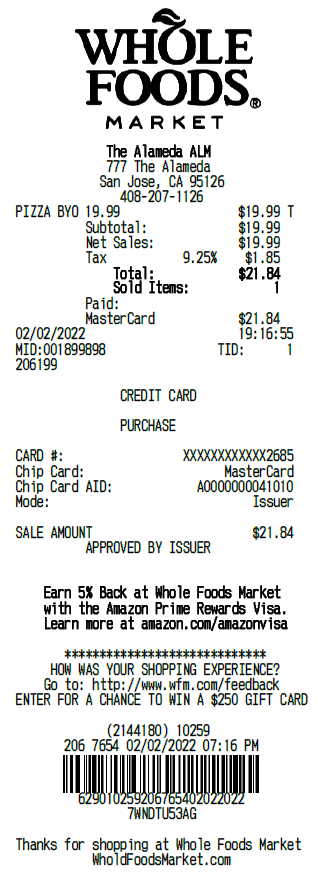 WHOLE
FOODS®
MARKET
The Alameda ALM
777 The Alameda
San Jose, CA 95126
408-207-1126
PIZZA BYO 19.99 $19.99 T
Subtotal: $19.99
Net Sales: $19.99
Tax 9.25% $1.85
Total: $21.84
Sold Items: 1
Paid:
MasterCard $21.84
02/02/2022 19:16:55
MID:001899898 TID: 1
206199
CREDIT CARD
PURCHASE
CARD #: XXXXXXXXXXXX2685
Chip Card: MasterCard
Chip Card AID: A0000000041010
Mode: Issuer
SALE AMOUNT $21.84
APPROVED BY ISSUER
Earn 5% Back at Whole Foods Market
with the Amazon Prime Rewards Visa.
Learn more at amazon.com/amazonvisa
*****************************
HOW WAS YOUR SHOPPING EXPERIENCE?
Go to: http://www.wfm.com/feedback
ENTER FOR A CHANCE TO WIN A $250 GIFT CARD
(2144180) 10259
206 7654 02/02/2022 07:16 PM
629010259206765402022022
7WNDTU53AG
Thanks for shopping at Whole Foods Market
WholdFoodsMarket.com